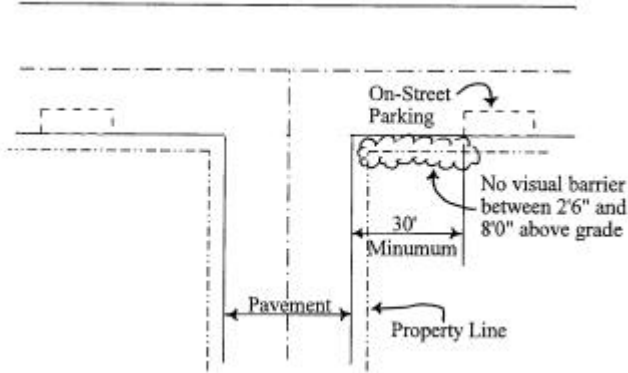 On-Street
Parking
No visual barrier
between 2'6" and
8'0" above grade
30'
Minumum
Pavement
Property Line